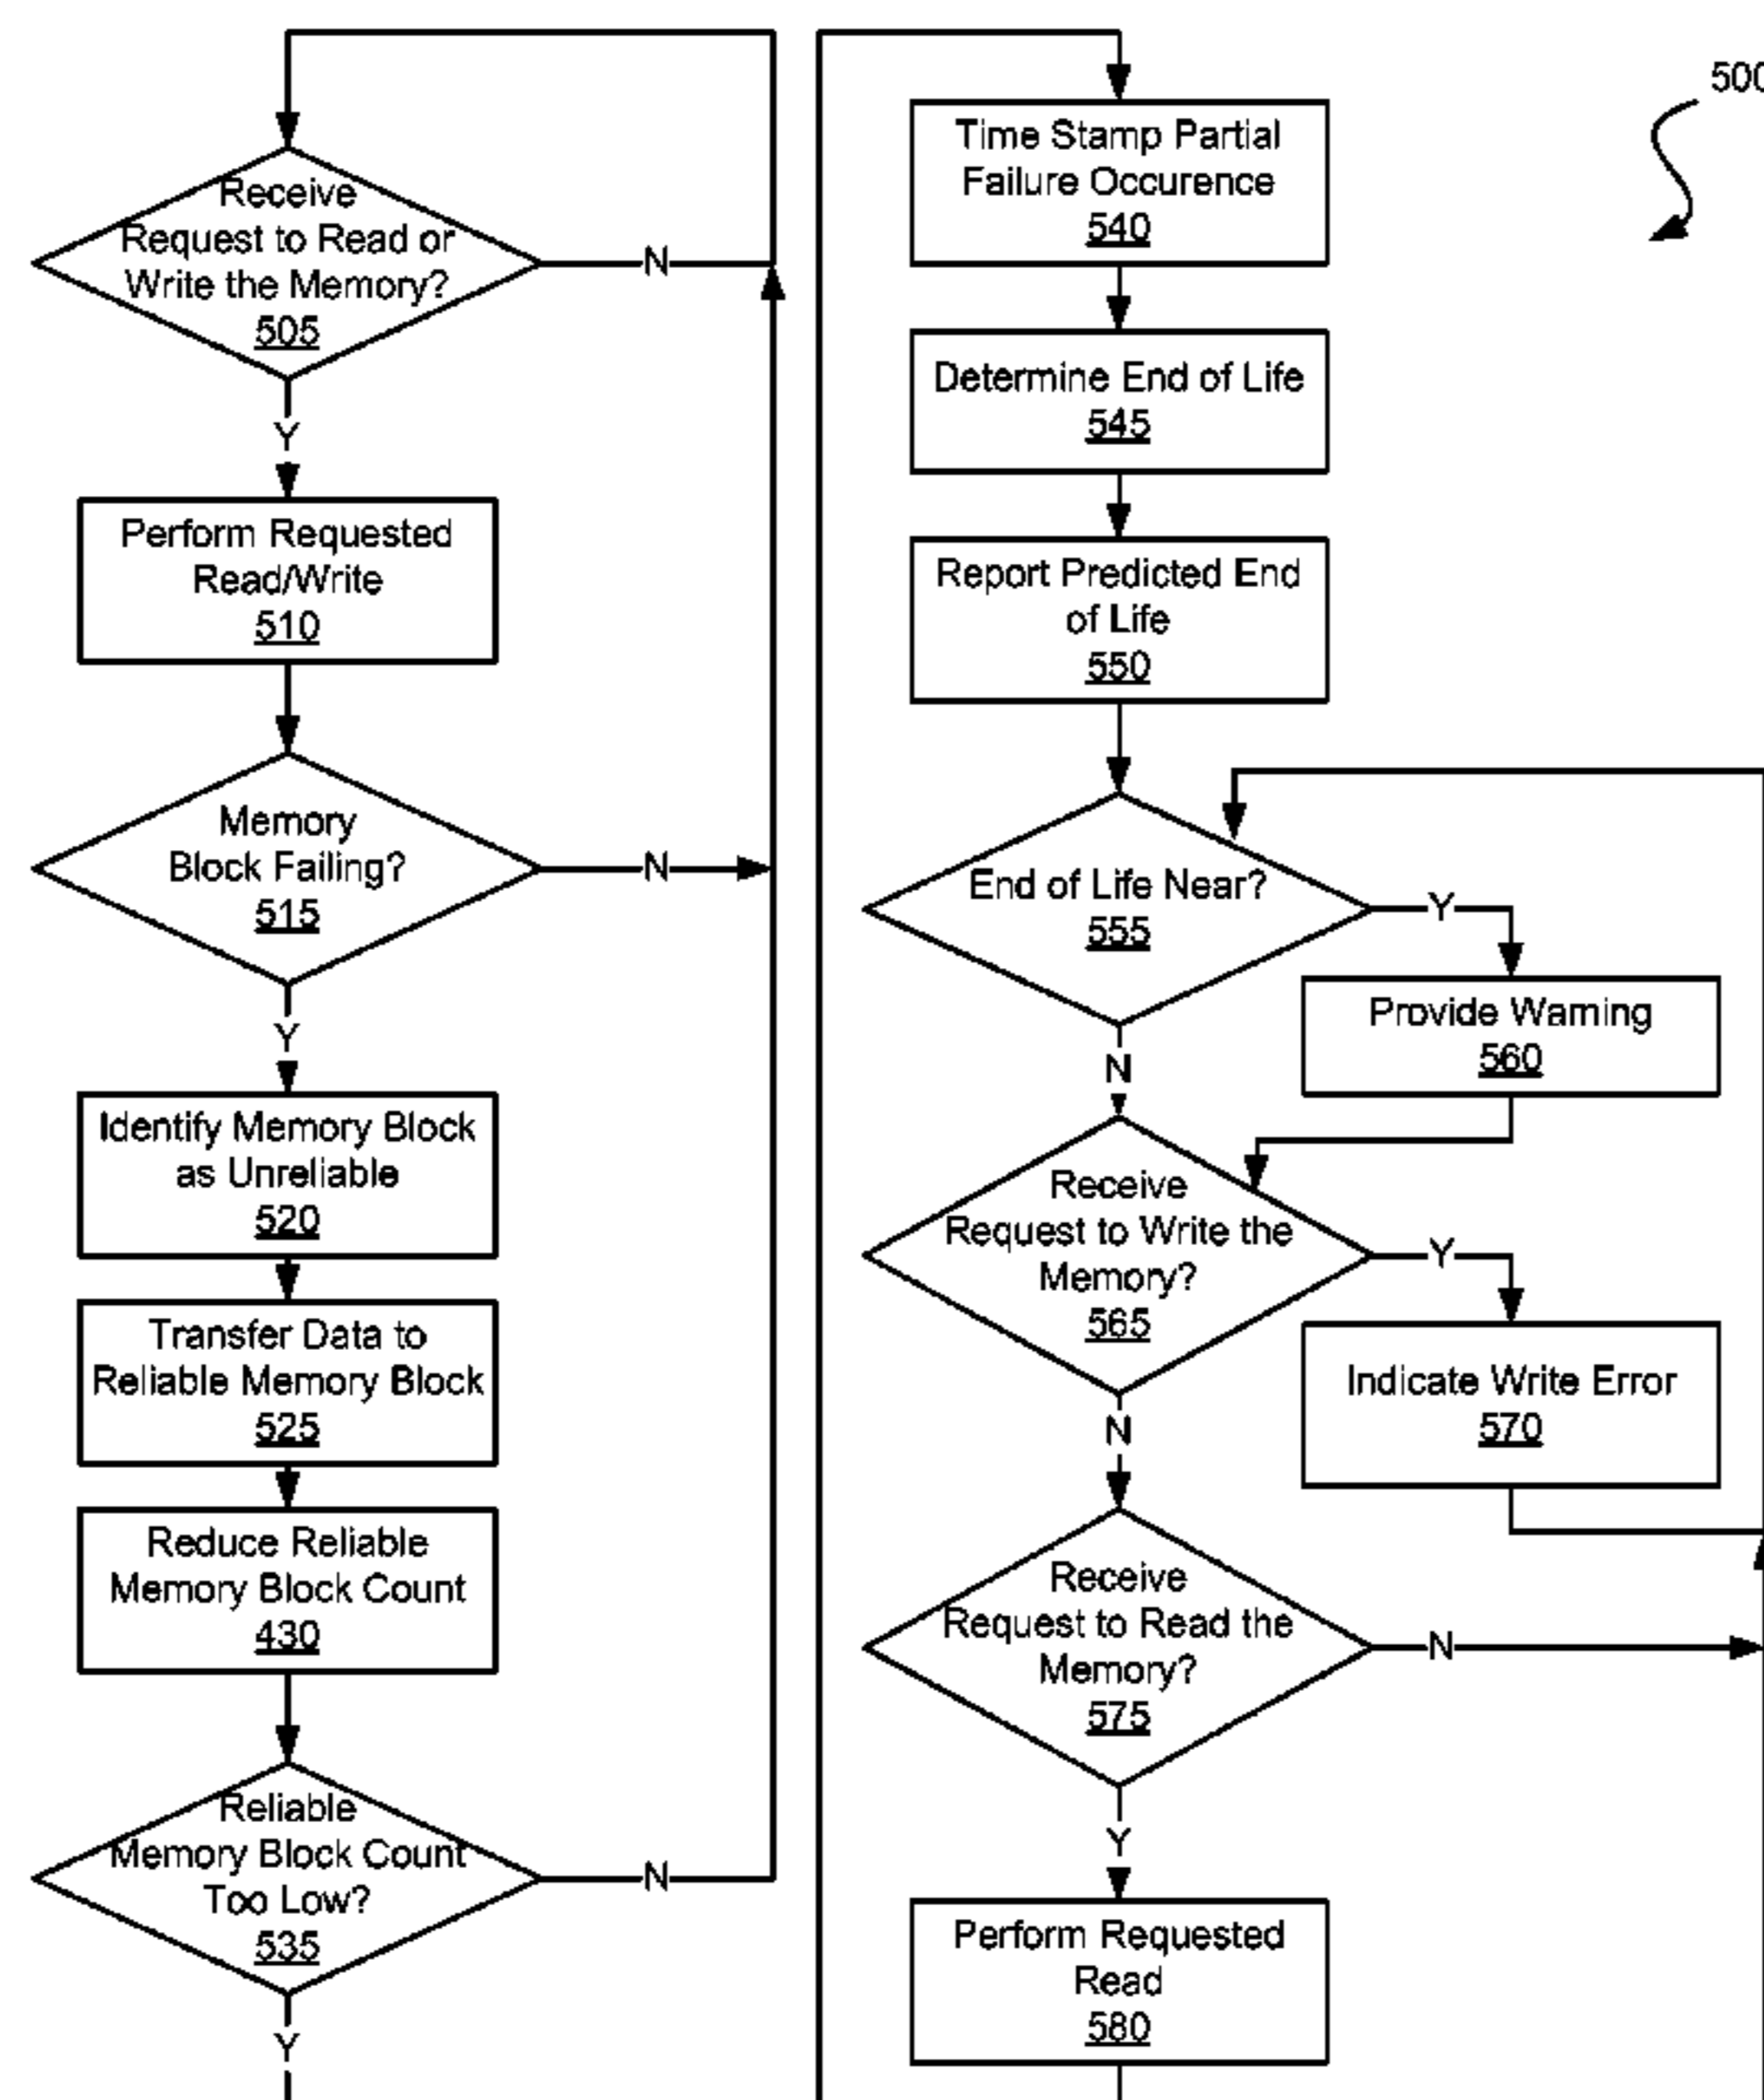 Receive
Request to Read or
Write the Memory?
505
N
Y
Perform Requested
Read/Write
510
Memory
Block Failing?
515
N
Y
Identify Memory Block
as Unreliable
520
Transfer Data to
Reliable Memory Block
525
Reduce Reliable
Memory Block Count
430
Reliable
Memory Block Count
Too Low?
535
N
Y
500
Time Stamp Partial
Failure Occurence
540
Determine End of Life
545
Report Predicted End
of Life
550
End of Life Near?
555
Y
Provide Warning
560
N
Receive
Request to Write the
Memory?
565
Y
Indicate Write Error
570
N
Receive
Request to Read the
Memory?
575
N
Y
Perform Requested
Read
580